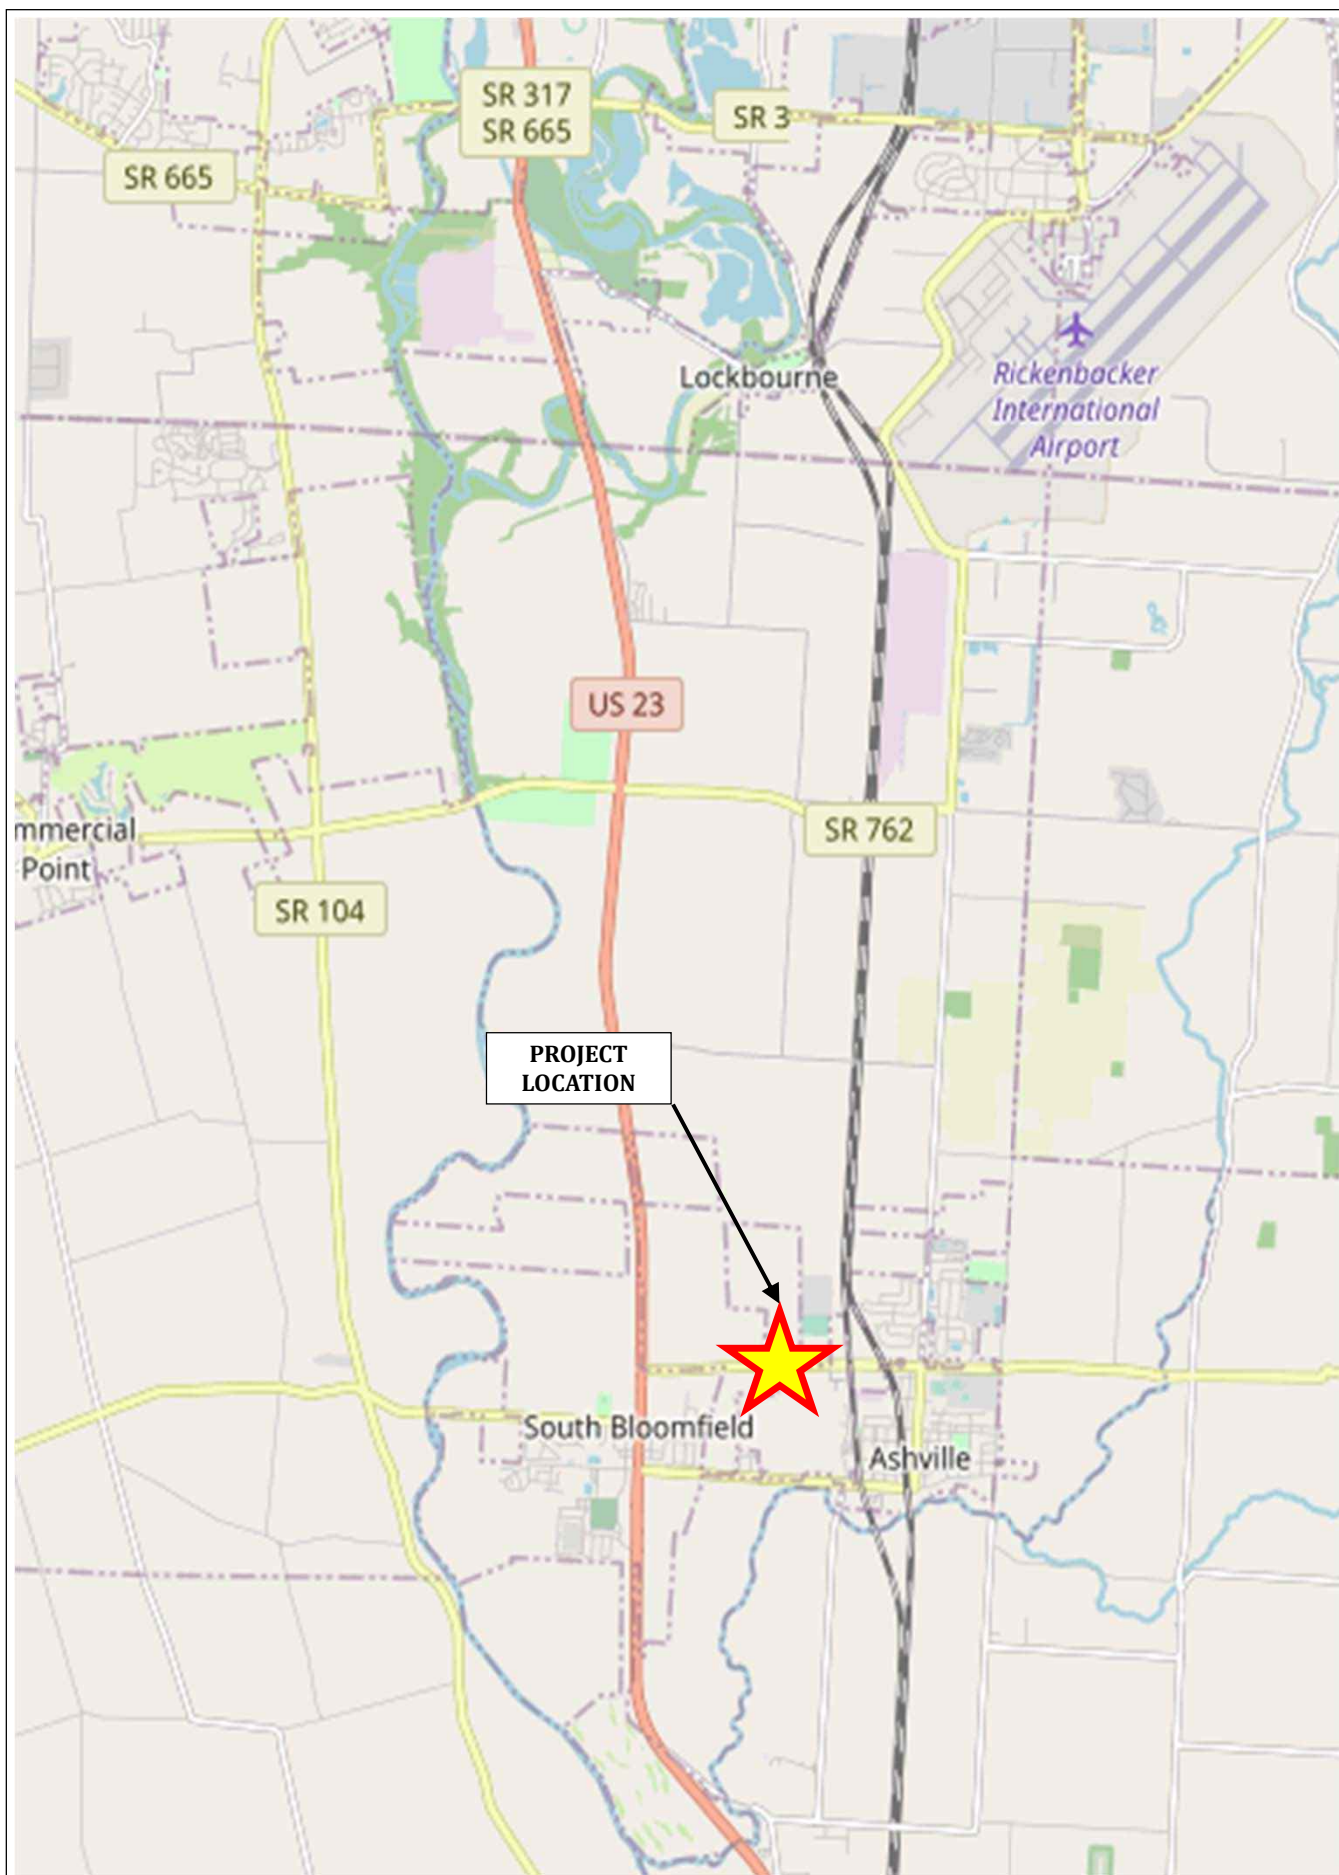 SR 317
SR 665
SR 3
SR 665
Lockbourne
Rickenbacker
International
Airport
US 23
mmercial
Point
SR 762
SR 104
PROJECT
LOCATION
South Bloomfield
Ashville